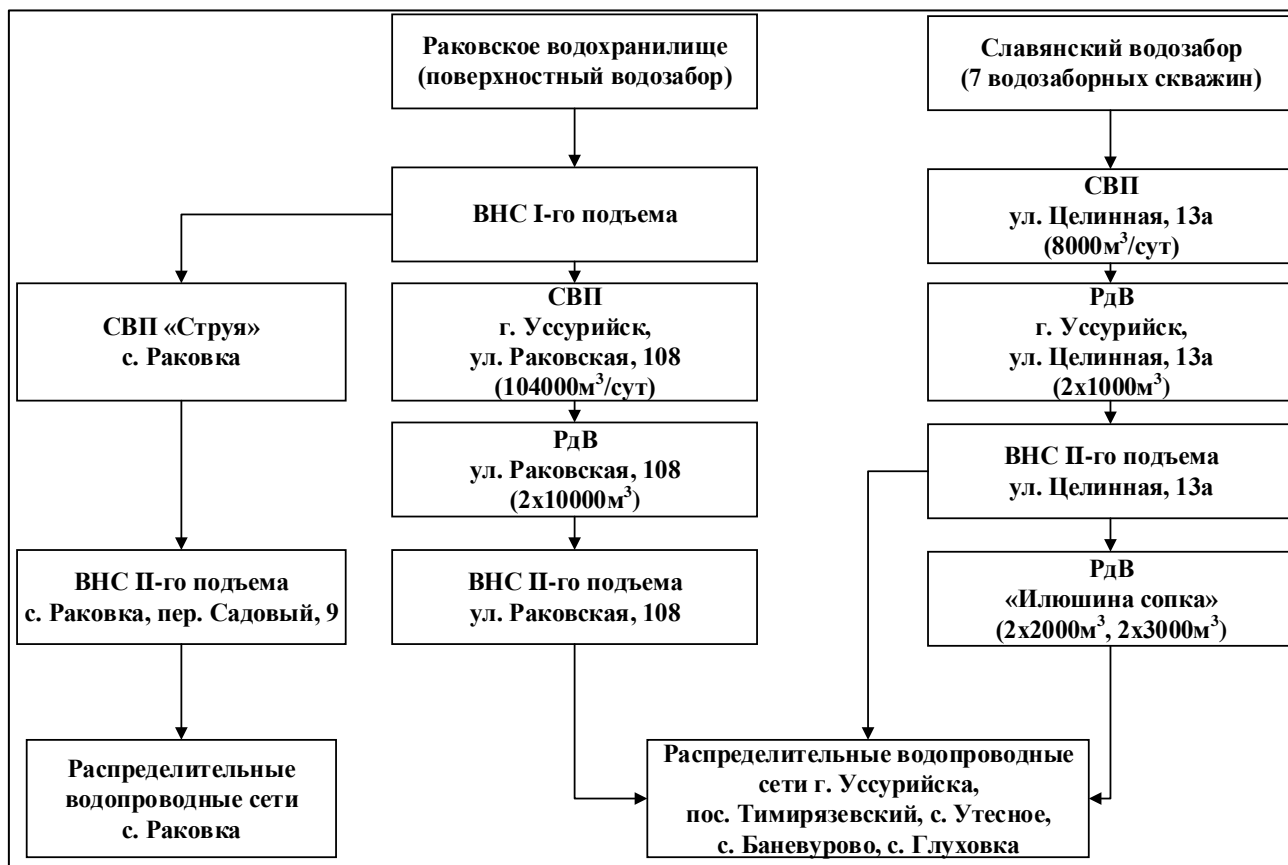 Раковское водохранилище
(поверхностный водозабор)
Славянский водозабор
(7 водозаборных скважин)
ВНС I-го подъема
СВП
ул. Целинная, 13а
(8000м³/сут)
СВП «Струя»
с. Раковка
СВП
г. Уссурийск,
ул. Раковская, 108
(104000м³/сут)
РдВ
г. Уссурийск,
ул. Целинная, 13а
(2х1000м³)
РдВ
ул. Раковская, 108
(2х10000м³)
ВНС II-го подъема
ул. Целинная, 13а
ВНС II-го подъема
с. Раковка, пер. Садовый, 9
ВНС II-го подъема
ул. Раковская, 108
РдВ
«Илюшина сопка»
(2х2000м³, 2х3000м³)
Распределительные
водопроводные сети
с. Раковка
Распределительные водопроводные
сети г. Уссурийска,
пос. Тимирязевский, с. Утесное,
с. Баневурово, с. Глуховка